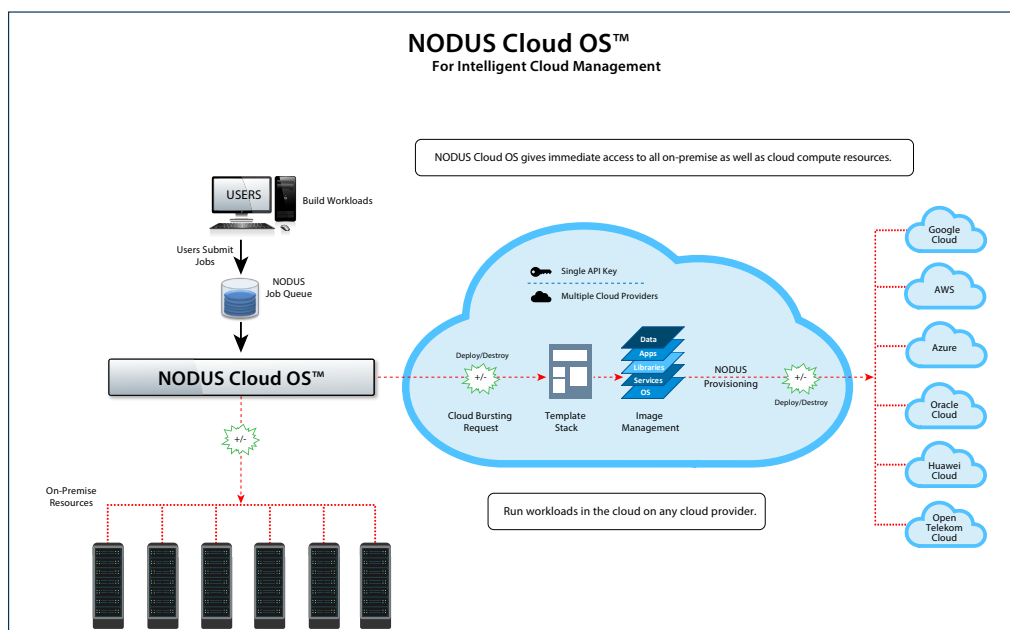 NODUS Cloud OS™
For Intelligent Cloud Management
NODUS Cloud OS gives immediate access to all on-premise as well as cloud compute resources.
USERS
Build Workloads
Users Submit
Jobs
NODUS
Job Queue
NODUS Cloud OS™
+/-
On-Premise
Resources
Single API Key
Multiple Cloud Providers
Deploy/Destroy
+/-
Cloud Bursting
Request
Template
Stack
Data
Apps
Libraries
Services
OS
Image
Management
NODUS
Provisioning
+/-
Deploy/Destroy
Run workloads in the cloud on any cloud provider.
Google
Cloud
AWS
Azure
Oracle
Cloud
Huawei
Cloud
Open
Telekom
Cloud